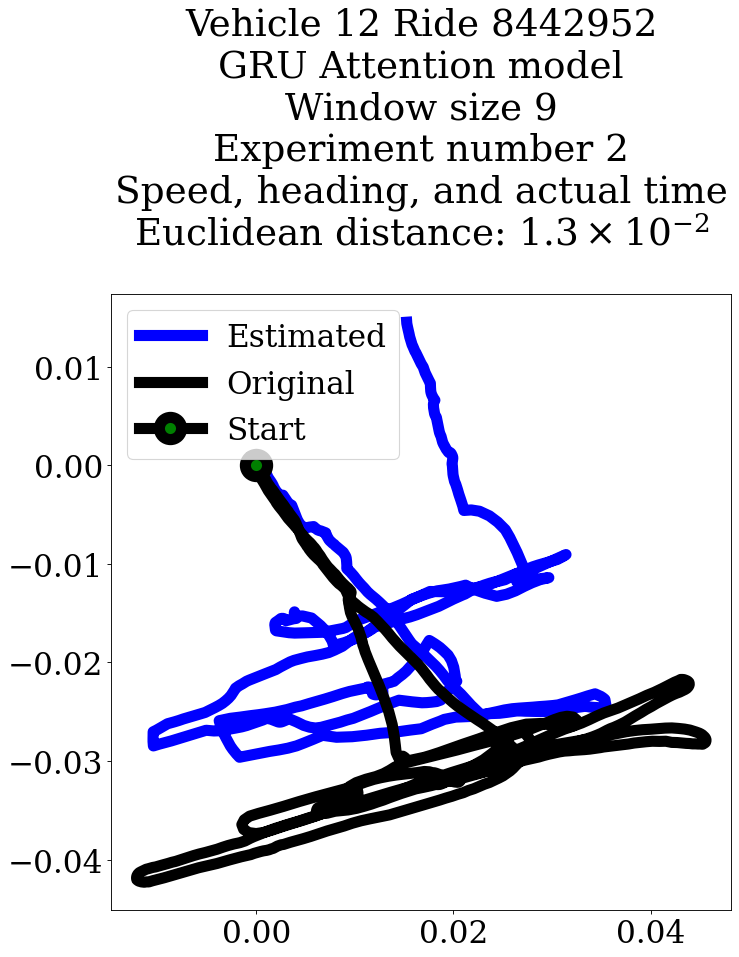 Vehicle 12 Ride 8442952
GRU Attention model
Window size 9
Experiment number 2
Speed, heading, and actual time
Euclidean distance: 1.3 × 10⁻²
Estimated
Original
Start
0.01
0.00
−0.01
−0.02
−0.03
−0.04
0.00 0.02 0.04